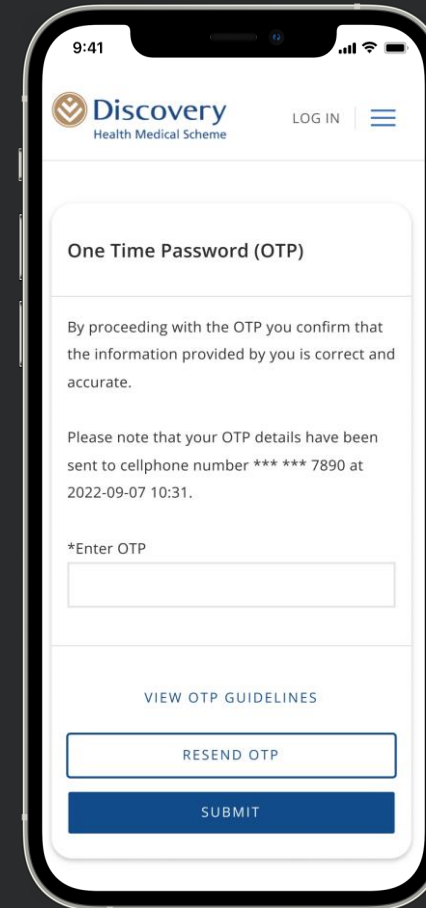 9:41
Discovery
Health Medical Scheme
LOG IN
One Time Password (OTP)
By proceeding with the OTP you confirm that
the information provided by you is correct and
accurate.
Please note that your OTP details have been
sent to cellphone number *** *** 7890 at
2022-09-07 10:31.
*Enter OTP
VIEW OTP GUIDELINES
RESEND OTP
SUBMIT